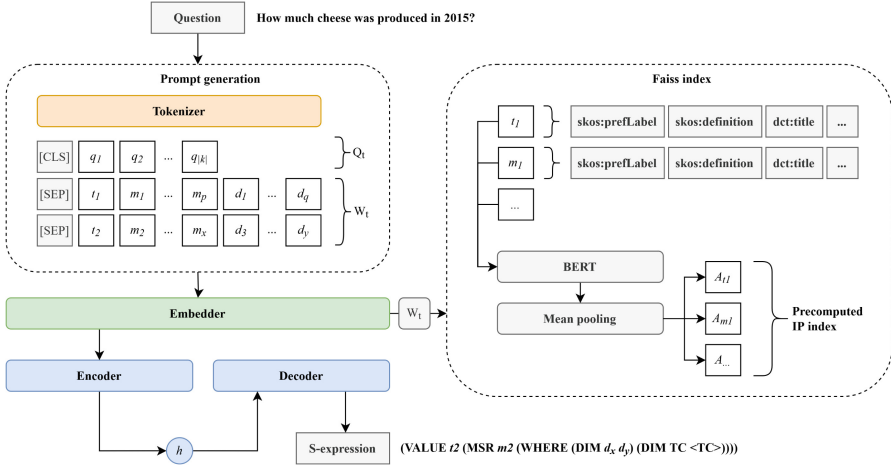 Question
How much cheese was produced in 2015?
Prompt generation
Tokenizer
[CLS] q1 q2 ... q|k| Qt
[SEP] t1 m1 ... mp d1 ... dq
Wt
[SEP] t2 m2 ... mx d3 ... dy
Embedder
Wt
Encoder
Decoder
h
S-expression
(VALUE t2 (MSR m2 (WHERE (DIM dx dy) (DIM TC <TC>))))
Faiss index
t1 skos:prefLabel skos:definition dct:title ...
m1 skos:prefLabel skos:definition dct:title ...
...
BERT
Mean pooling
At1
Am1
A...
Precomputed
IP index